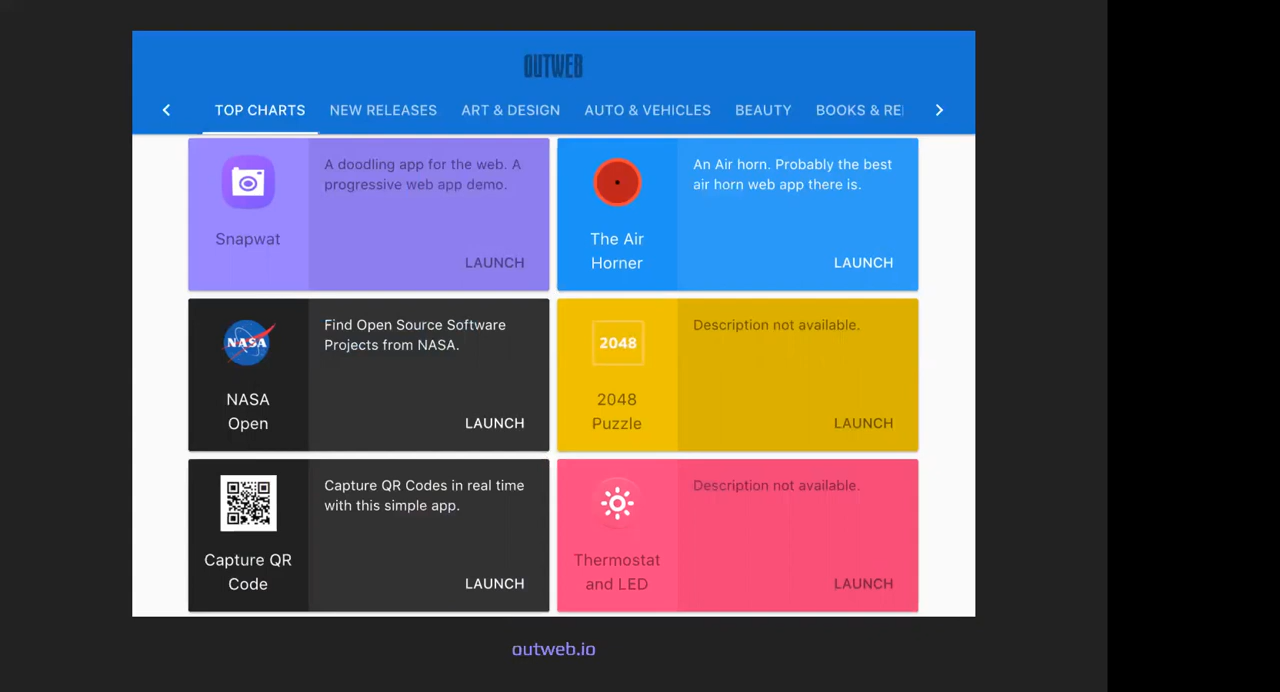 OUTWEB
TOP CHARTS NEW RELEASES ART & DESIGN AUTO & VEHICLES BEAUTY BOOKS & RE
A doodling app for the web. A
progressive web app demo.
Snapwat
LAUNCH
An Air horn. Probably the best
air horn web app there is.
The Air
Horner
LAUNCH
Find Open Source Software
Projects from NASA.
NASA
NASA
Open
LAUNCH
Description not available.
2048
2048
Puzzle
LAUNCH
Capture QR Codes in real time
with this simple app.
Capture QR
Code
LAUNCH
Description not available.
Thermostat
and LED
LAUNCH
outweb.io